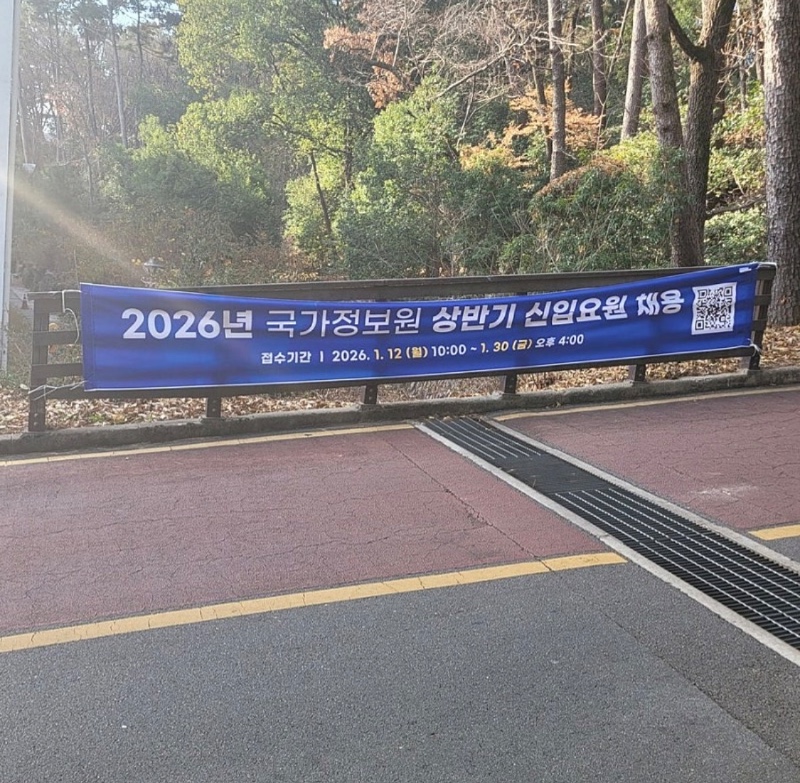 2026년 국가정보원 상반기 신입요원 채용
접수기간 | 2026. 1. 12 (월) 10:00 ~ 1. 30 (금) 오후 4:00